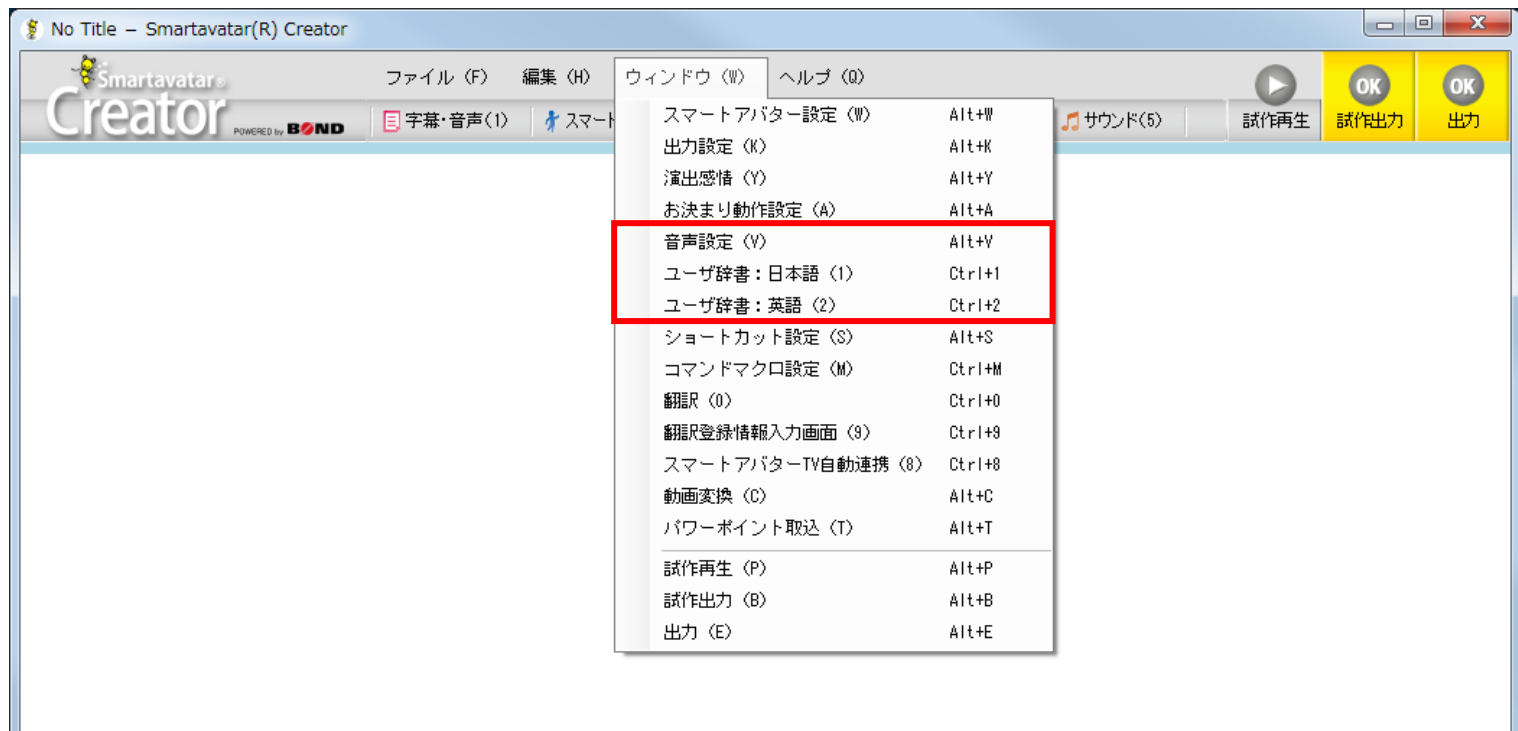 No Title – Smartavatar(R) Creator
Smartavatar®
Creator
POWERED by BOND
ファイル (F) 編集 (H) ウィンドウ (W) ヘルプ (Q)
字幕・音声(1) スマート サウンド(5) 試作再生 試作出力 出力
OK OK
スマートアバター設定 (W) Alt+W
出力設定 (K) Alt+K
演出感情 (Y) Alt+Y
お決まり動作設定 (A) Alt+A
音声設定 (V) Alt+V
ユーザ辞書：日本語 (1) Ctrl+1
ユーザ辞書：英語 (2) Ctrl+2
ショートカット設定 (S) Alt+S
コマンドマクロ設定 (M) Ctrl+M
翻訳 (0) Ctrl+0
翻訳登録情報入力画面 (9) Ctrl+9
スマートアバターTV自動連携 (8) Ctrl+8
動画変換 (C) Alt+C
パワーポイント取込 (T) Alt+T
試作再生 (P) Alt+P
試作出力 (B) Alt+B
出力 (E) Alt+E